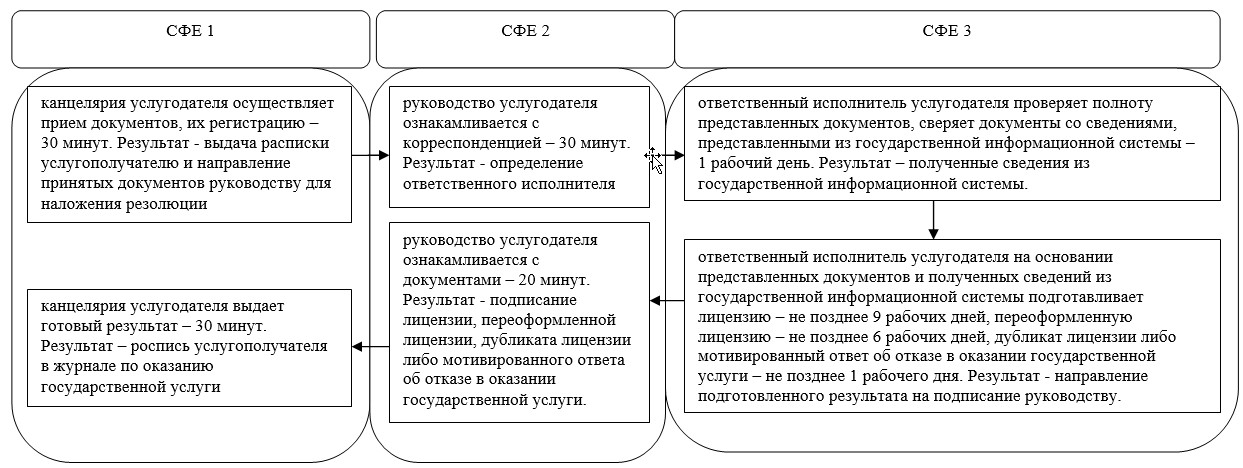 СФЕ 1
СФЕ 2
СФЕ 3
канцелярия услугодателя осуществляет
прием документов, их регистрацию –
30 минут. Результат - выдача расписки
услугополучателю и направление
принятых документов руководству для
наложения резолюции
руководство услугодателя
ознакамливается с
корреспонденцией – 30 минут.
Результат - определение
ответственного исполнителя
ответственный исполнитель услугодателя проверяет полноту
представленных документов, сверяет документы со сведениями,
представленными из государственной информационной системы –
1 рабочий день. Результат – полученные сведения из
государственной информационной системы.
ответственный исполнитель услугодателя на основании
представленных документов и полученных сведений из
государственной информационной системы подготавливает
лицензию – не позднее 9 рабочих дней, переоформленную
лицензию – не позднее 6 рабочих дней, дубликат лицензии либо
мотивированный ответ об отказе в оказании государственной
услуги – не позднее 1 рабочего дня. Результат - направление
подготовленного результата на подписание руководству.
руководство услугодателя
ознакамливается с
документами – 20 минут.
Результат - подписание
лицензии, переоформленной
лицензии, дубликата лицензии
либо мотивированного ответа
об отказе в оказании
государственной услуги.
канцелярия услугодателя выдает
готовый результат – 30 минут.
Результат – роспись услугополучателя
в журнале по оказанию
государственной услуги